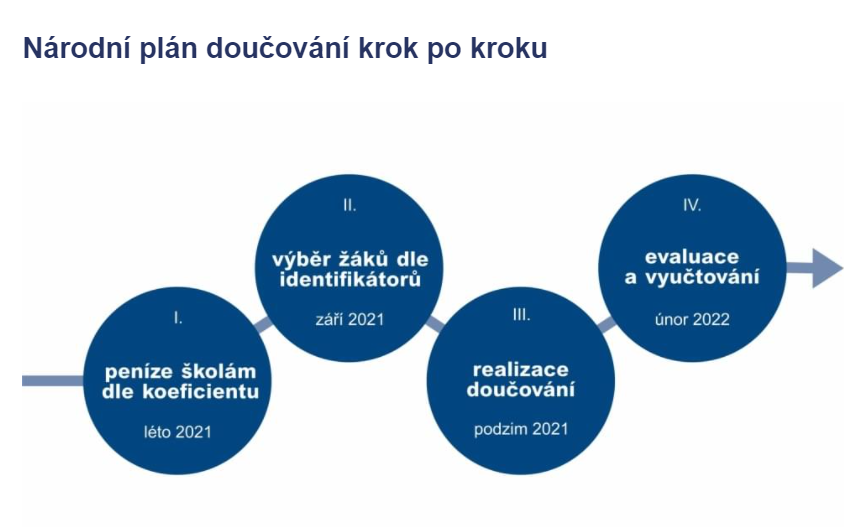 Národní plán doučování krok po kroku
I.
peníze školám
dle koeficientu
léto 2021
II.
výběr žáků dle
identifikátorů
září 2021
III.
realizace
doučování
podzim 2021
IV.
evaluace
a vyučtování
únor 2022